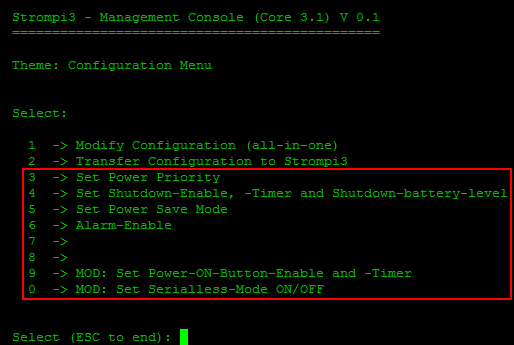 Strompi3 - Management Console (Core 3.1) V 0.1
==============================================
Theme: Configuration Menu
Select:
1 -> Modify Configuration (all-in-one)
2 -> Transfer Configuration to Strompi3
3 -> Set Power Priority
4 -> Set Shutdown-Enable, -Timer and Shutdown-battery-level
5 -> Set Power Save Mode
6 -> Alarm-Enable
7 ->
8 ->
9 -> MOD: Set Power-ON-Button-Enable and -Timer
0 -> MOD: Set Serialless-Mode ON/OFF
Select (ESC to end):